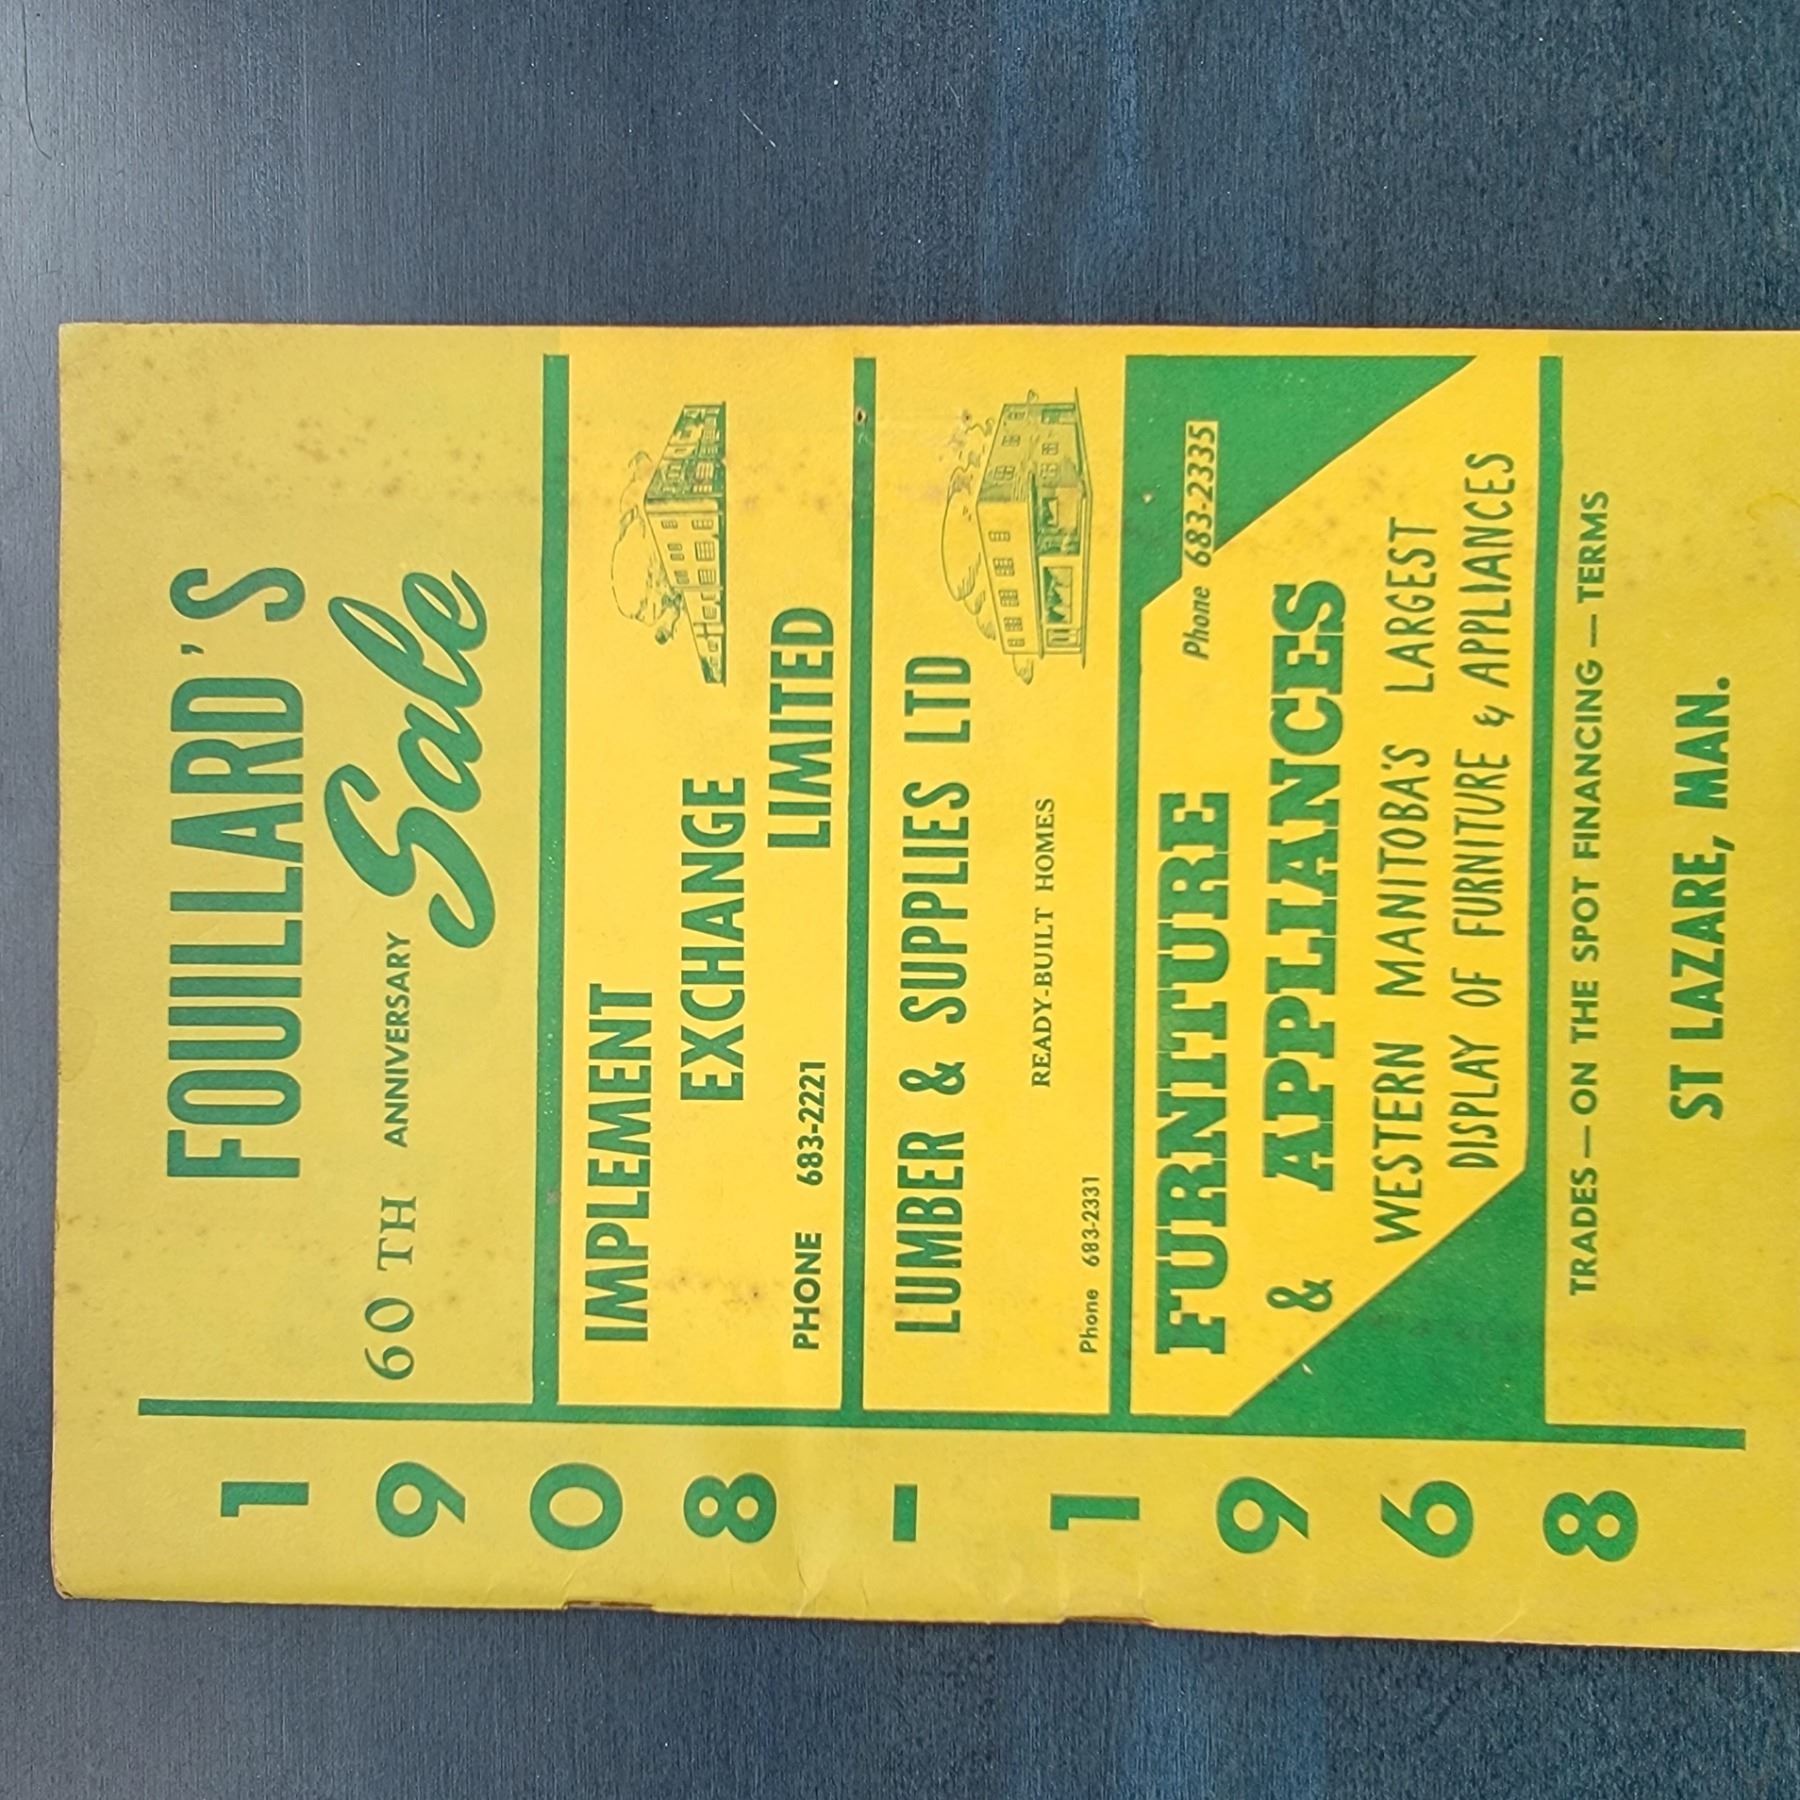 FOUILLARD'S
60TH ANNIVERSARY Sale
IMPLEMENT
EXCHANGE
LIMITED
PHONE 683-2221
LUMBER & SUPPLIES LTD
READY-BUILT HOMES
Phone 683-2331
Phone 683-2335
FURNITURE
& APPLIANCES
WESTERN MANITOBA'S LARGEST
DISPLAY OF FURNITURE & APPLIANCES
TRADES — ON THE SPOT FINANCING — TERMS
ST LAZARE, MAN.
1908-1968